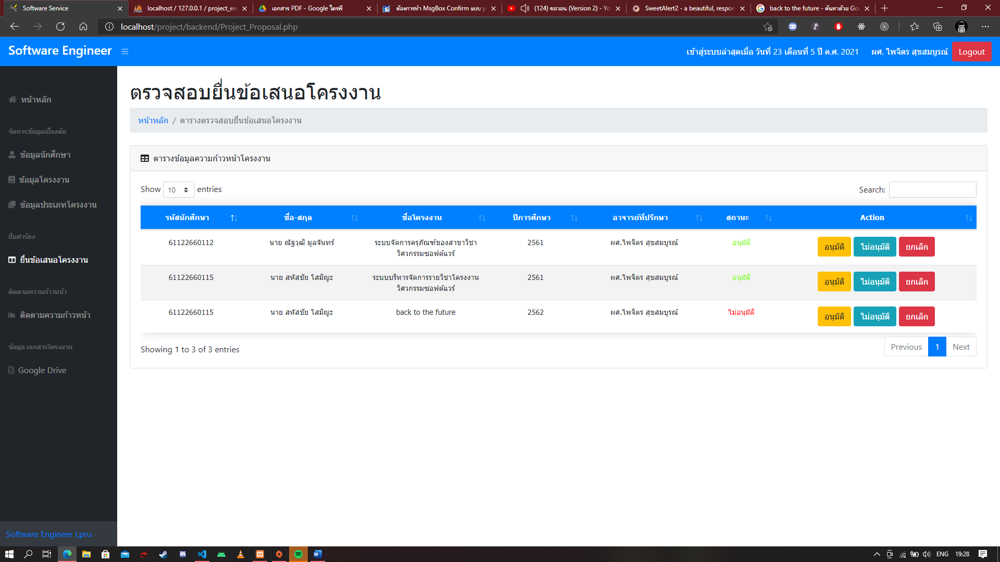 Software Service
localhost / 127.0.0.1 / project_ex
เอกสาร PDF - Google ไดรฟ์
ต้องการทำ MsgBox Confirm แบบ y
(124) ขอวอน (Version 2) - Yo
SweetAlert2 - a beautiful, respon
back to the future - ค้นหาด้วย Go
localhost/project/backend/Project_Proposal.php
Software Engineer
เข้าสู่ระบบล่าสุดเมื่อ วันที่ 23 เดือนที่ 5 ปี ค.ศ. 2021
ผศ. ไพจิตร สุขสมบูรณ์
Logout
หน้าหลัก
จัดการข้อมูลเบื้องต้น
ข้อมูลนักศึกษา
ข้อมูลโครงงาน
ข้อมูลประเภทโครงงาน
ยื่นคำร้อง
ยื่นข้อเสนอโครงงาน
ติดตามความก้าวหน้า
ติดตามความก้าวหน้า
ข้อมูล เอกสารโครงงาน
Google Drive
Software Engineer Lpru
ตรวจสอบยื่นข้อเสนอโครงงาน
หน้าหลัก / ตารางตรวจสอบยื่นข้อเสนอโครงงาน
ตารางข้อมูลความก้าวหน้าโครงงาน
Show 10 entries
Search:
รหัสนักศึกษา ชื่อ-สกุล ชื่อโครงงาน ปีการศึกษา อาจารย์ที่ปรึกษา สถานะ Action
61122660112 นาย ณัฐวุฒิ มูลจันทร์ ระบบจัดการครุภัณฑ์ของสาขาวิชา 2561 ผศ.ไพจิตร สุขสมบูรณ์ อนุมัติ อนุมัติ ไม่อนุมัติ ยกเลิก
วิศวกรรมซอฟต์แวร์
61122660115 นาย สหัสชัย โสมิญะ ระบบบริหารจัดการรายวิชาโครงงาน 2561 ผศ.ไพจิตร สุขสมบูรณ์ อนุมัติ อนุมัติ ไม่อนุมัติ ยกเลิก
วิศวกรรมซอฟต์แวร์
61122660115 นาย สหัสชัย โสมิญะ back to the future 2562 ผศ.ไพจิตร สุขสมบูรณ์ ไม่อนุมัติ อนุมัติ ไม่อนุมัติ ยกเลิก
Showing 1 to 3 of 3 entries
Previous 1 Next
ENG 19:28